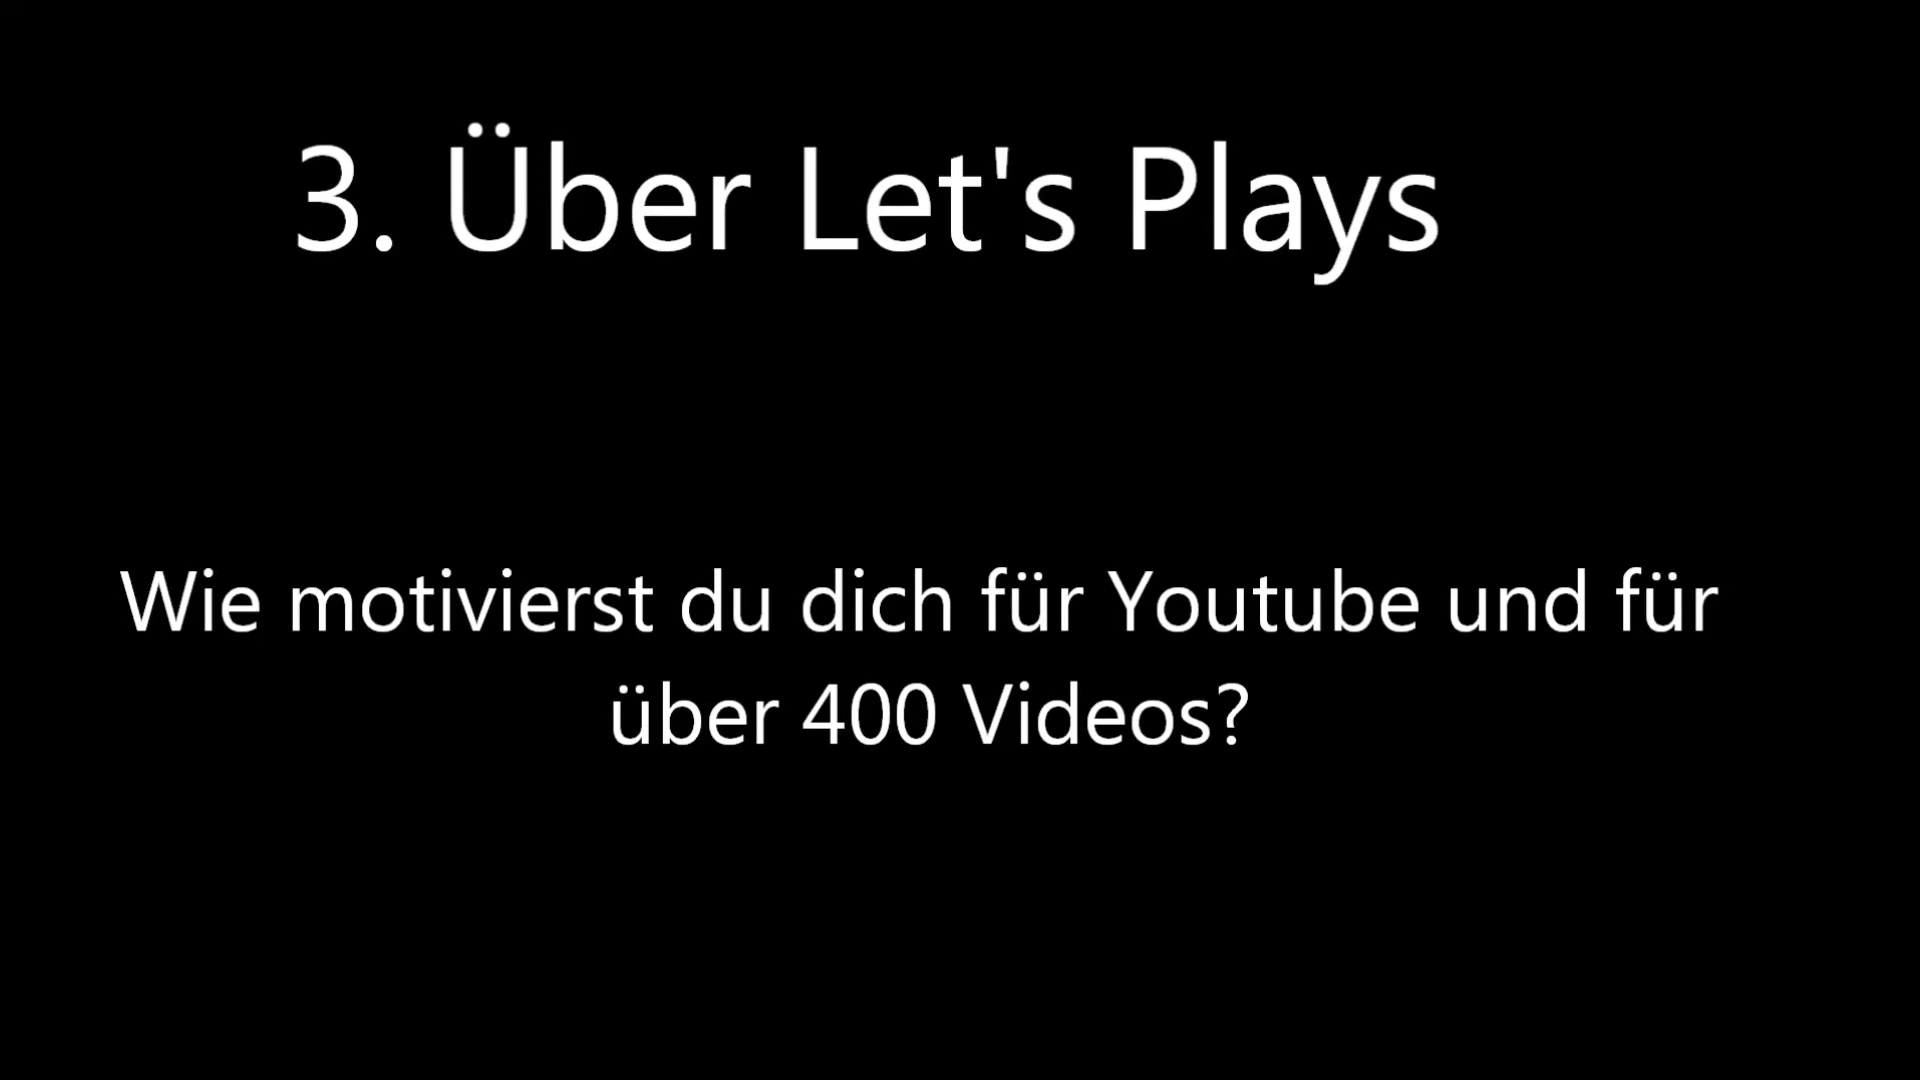 3. Über Let's Plays
Wie motivierst du dich für Youtube und für
über 400 Videos?